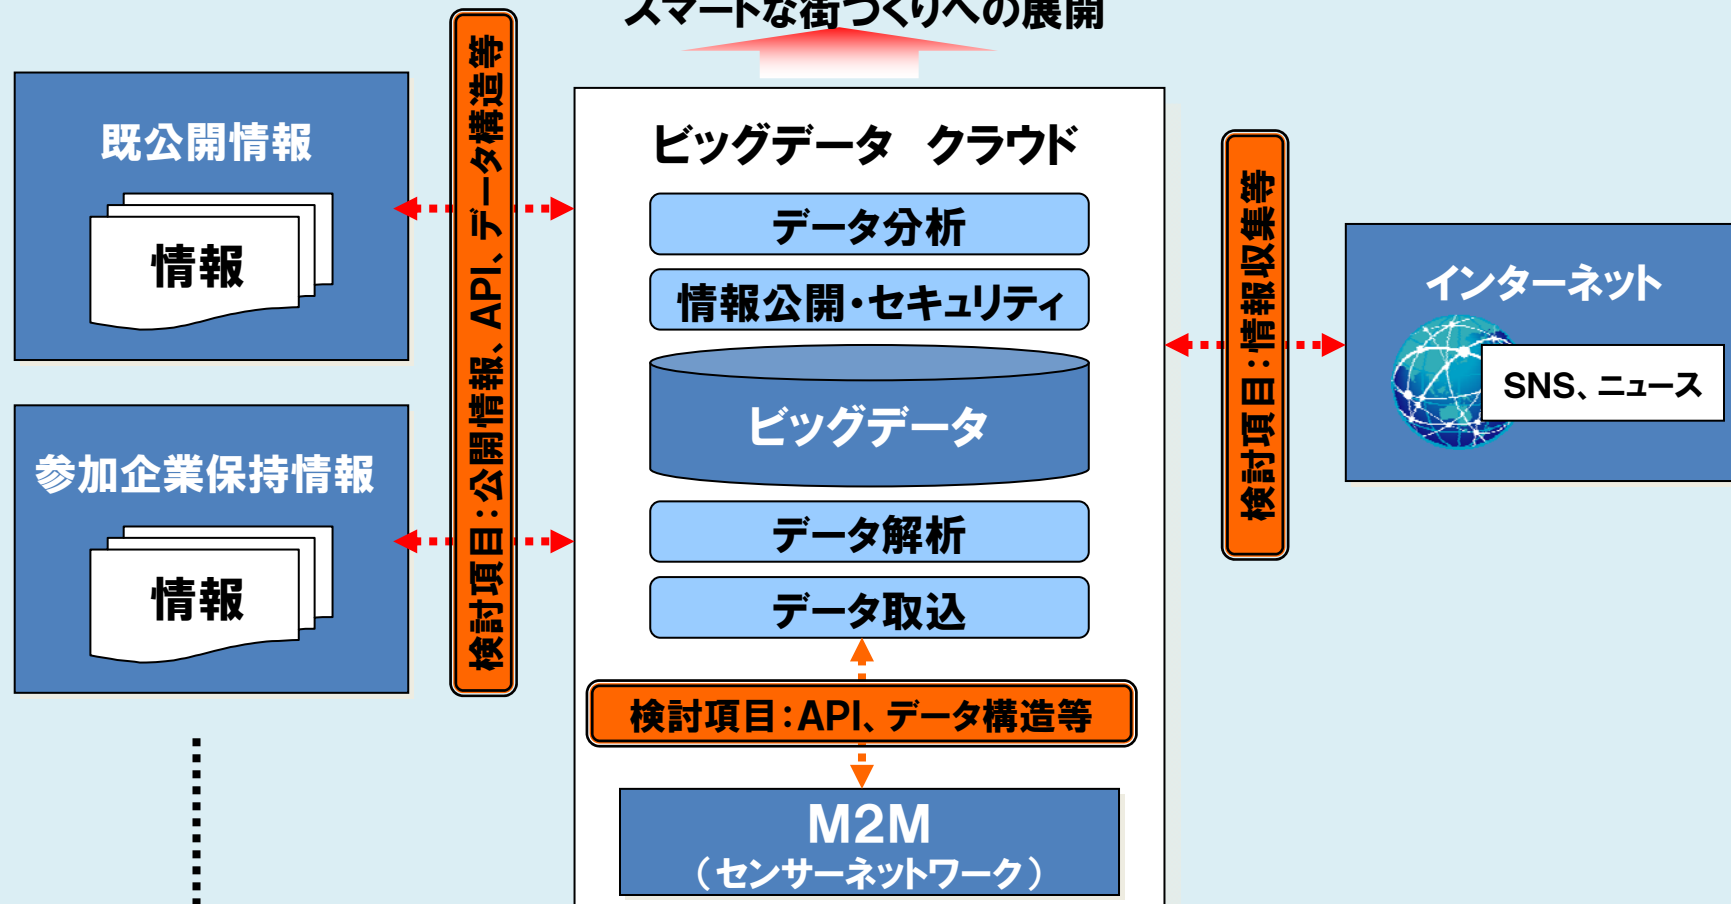 スマートな街づくりへの展開
既公開情報
情報
参加企業保持情報
情報
検討項目：公開情報、API、データ構造等
ビッグデータ　クラウド
データ分析
情報公開・セキュリティ
ビッグデータ
データ解析
データ取込
検討項目：API、データ構造等
M2M
（センサーネットワーク）
検討項目：情報収集等
インターネット
SNS、ニュース